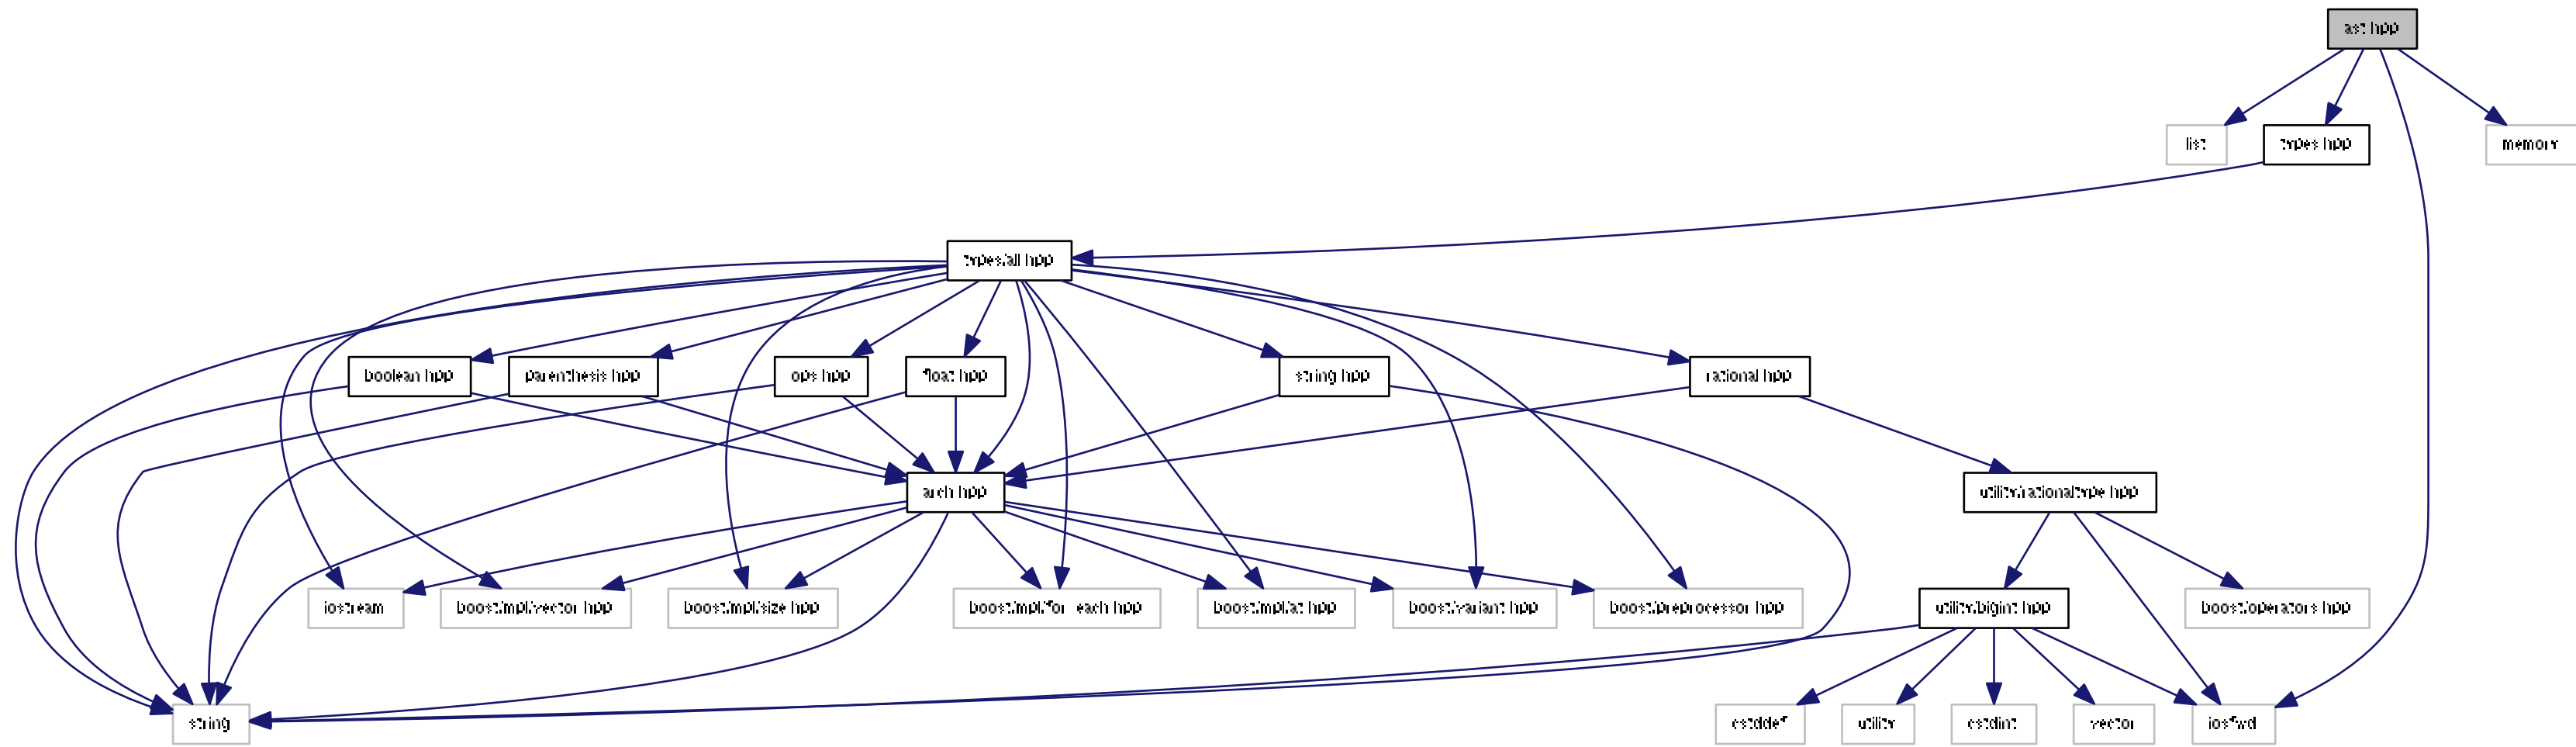 ast.hpp
list
types.hpp
memory
types/all.hpp
boolean.hpp
parenthesis.hpp
ops.hpp
float.hpp
string.hpp
rational.hpp
arch.hpp
utility/rationaltype.hpp
iostream
boost/mpl/vector.hpp
boost/mpl/size.hpp
boost/mpl/for_each.hpp
boost/mpl/at.hpp
boost/variant.hpp
boost/preprocessor.hpp
utility/bigint.hpp
boost/operators.hpp
string
cstddef
utility
cstdint
vector
iosfwd